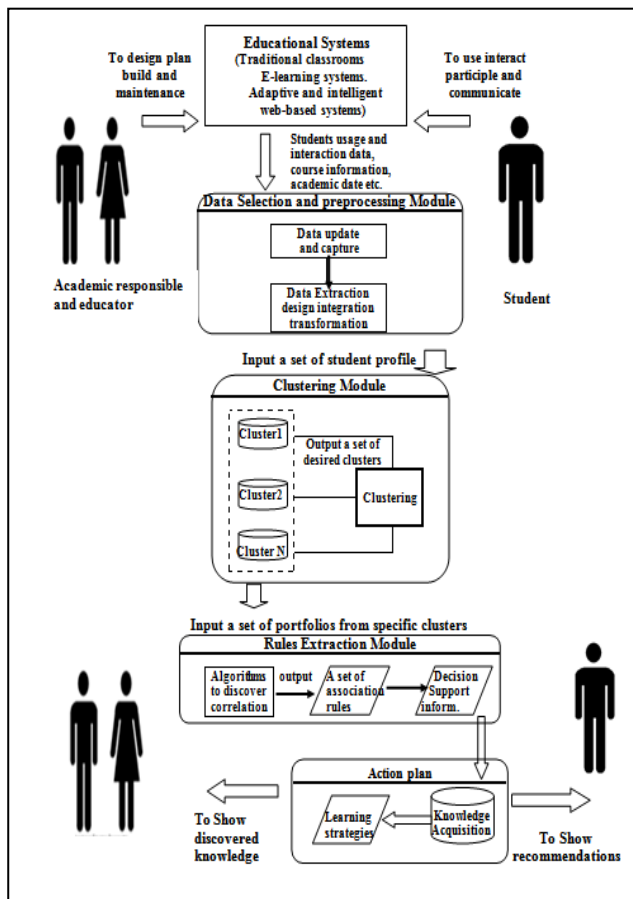 To design plan
build and
maintenance
Educational Systems
(Traditional classrooms
E-learning systems.
Adaptive and intelligent
web-based systems)
To use interact
participle and
communicate
Students usage and
interaction data,
course information,
academic date etc.
Academic responsible
and educator
Student
Data Selection and preprocessing Module
Data update
and capture
Data Extraction
design integration
transformation
Input a set of student profile
Clustering Module
Cluster1
Cluster2
Cluster N
Output a set of
desired clusters
Clustering
Input a set of portfolios from specific clusters
Rules Extraction Module
Algorithms
to discover
correlation
output
A set of
association
rules
Decision
Support
inform.
Action plan
Learning
strategies
Knowledge
Acquisition
To Show
discovered
knowledge
To Show
recommendations